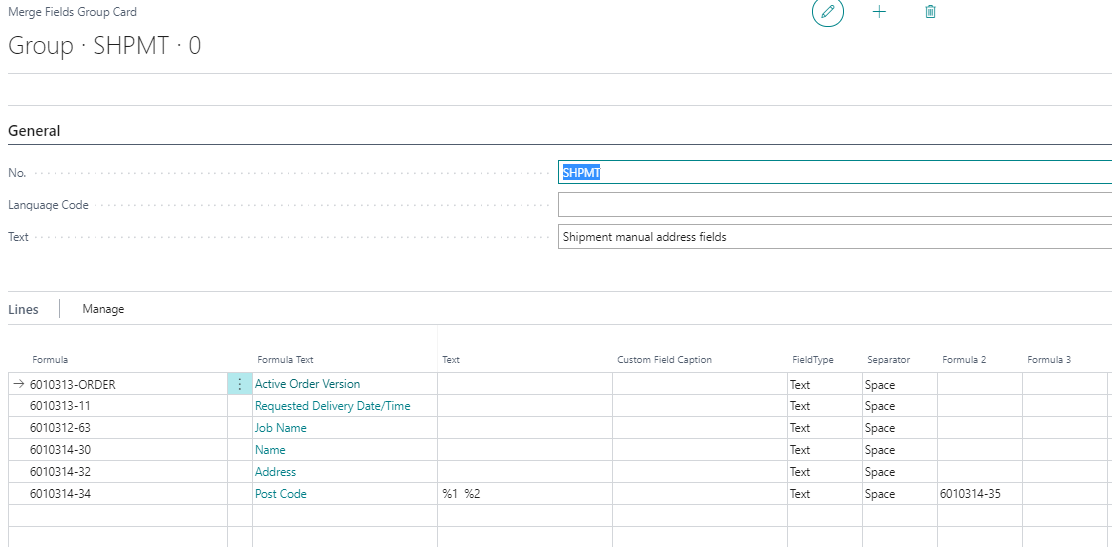 Merge Fields Group Card
Group · SHPMT · 0
General
No.
SHPMT
Language Code
Text
Shipment manual address fields
Lines
Manage
Formula Formula Text Text Custom Field Caption FieldType Separator Formula 2 Formula 3
6010313-ORDER Active Order Version Text Space
6010313-11 Requested Delivery Date/Time Text Space
6010312-63 Job Name Text Space
6010314-30 Name Text Space
6010314-32 Address Text Space
6010314-34 Post Code %1 %2 Text Space 6010314-35